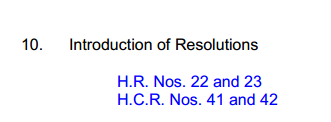 10. Introduction of Resolutions
H.R. Nos. 22 and 23
H.C.R. Nos. 41 and 42